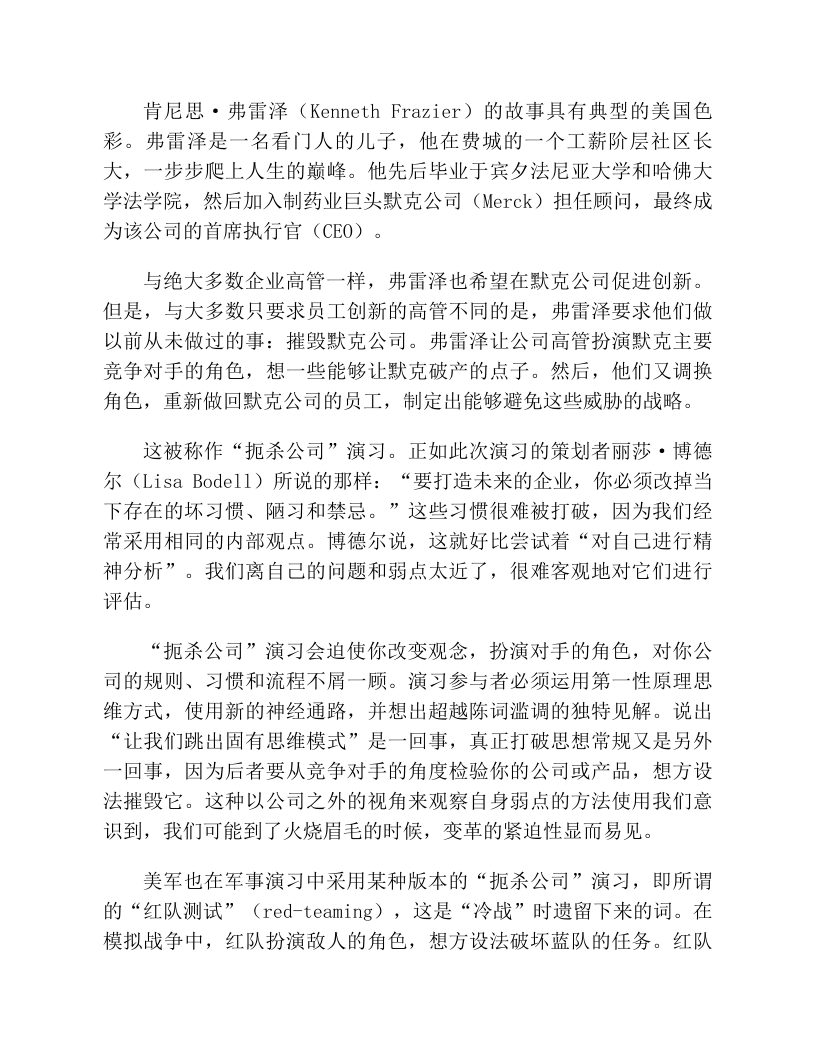 肯尼思·弗雷泽（Kenneth Frazier）的故事具有典型的美国色
彩。弗雷泽是一名看门人的儿子，他在费城的一个工薪阶层社区长
大，一步步爬上人生的巅峰。他先后毕业于宾夕法尼亚大学和哈佛大
学法学院，然后加入制药业巨头默克公司（Merck）担任顾问，最终成
为该公司的首席执行官（CEO）。
与绝大多数企业高管一样，弗雷泽也希望在默克公司促进创新。
但是，与大多数只要求员工创新的高管不同的是，弗雷泽要求他们做
以前从未做过的事：摧毁默克公司。弗雷泽让公司高管扮演默克主要
竞争对手的角色，想一些能够让默克破产的点子。然后，他们又调换
角色，重新做回默克公司的员工，制定出能够避免这些威胁的战略。
这被称作“扼杀公司”演习。正如此次演习的策划者丽莎·博德
尔（Lisa Bodell）所说的那样：“要打造未来的企业，你必须改掉当
下存在的坏习惯、陋习和禁忌。”这些习惯很难被打破，因为我们经
常采用相同的内部观点。博德尔说，这就好比尝试着“对自己进行精
神分析”。我们离自己的问题和弱点太近了，很难客观地对它们进行
评估。
“扼杀公司”演习会迫使你改变观念，扮演对手的角色，对你公
司的规则、习惯和流程不屑一顾。演习参与者必须运用第一性原理思
维方式，使用新的神经通路，并想出超越陈词滥调的独特见解。说出
“让我们跳出固有思维模式”是一回事，真正打破思想常规又是另外
一回事，因为后者要从竞争对手的角度检验你的公司或产品，想方设
法摧毁它。这种以公司之外的视角来观察自身弱点的方法使用我们意
识到，我们可能到了火烧眉毛的时候，变革的紧迫性显而易见。
美军也在军事演习中采用某种版本的“扼杀公司”演习，即所谓
的“红队测试”（red-teaming），这是“冷战”时遗留下来的词。在
模拟战争中，红队扮演敌人的角色，想方设法破坏蓝队的任务。红队